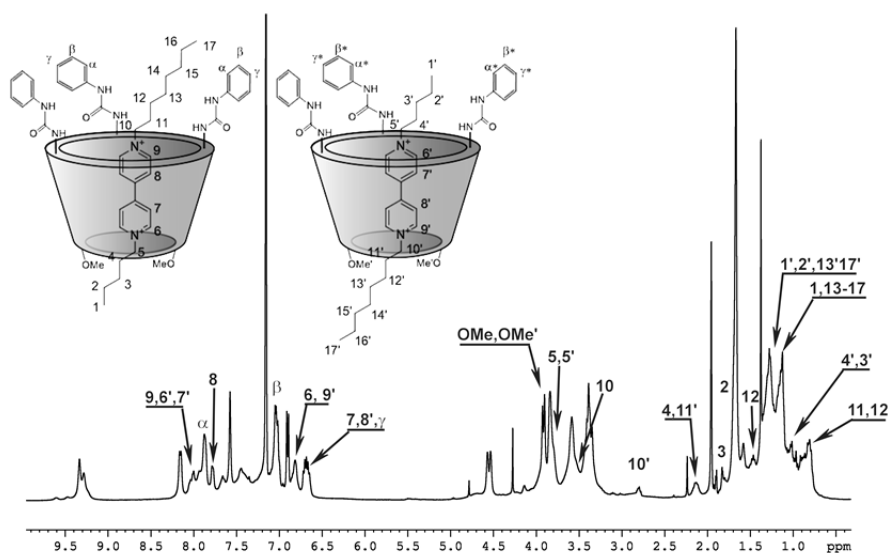 16 17
β
γ α
14 15
α β γ
12 13
NH NH NH
O O O
NH NH NH
10 11
N+
9
8
7
6
N+
4 5
OMe MeO
2 3
1
β* β*
γ* α* 1'
α* γ*
3' 2'
NH NH NH
O O O
NH NH NH
5' 4'
N+
6'
7'
8'
9'
N+
11' 10'
OMe' Me'O
13' 12'
15' 14'
16'
17'
1',2',13'17'
1,13-17
OMe,OMe'
5,5'
4',3'
9,6',7'
8
α
β
6, 9'
7,8',γ
10
10'
4,11'
2
3
12
11,12
9.5 9.0 8.5 8.0 7.5 7.0 6.5 6.0 5.5 5.0 4.5 4.0 3.5 3.0 2.5 2.0 1.5 1.0 ppm